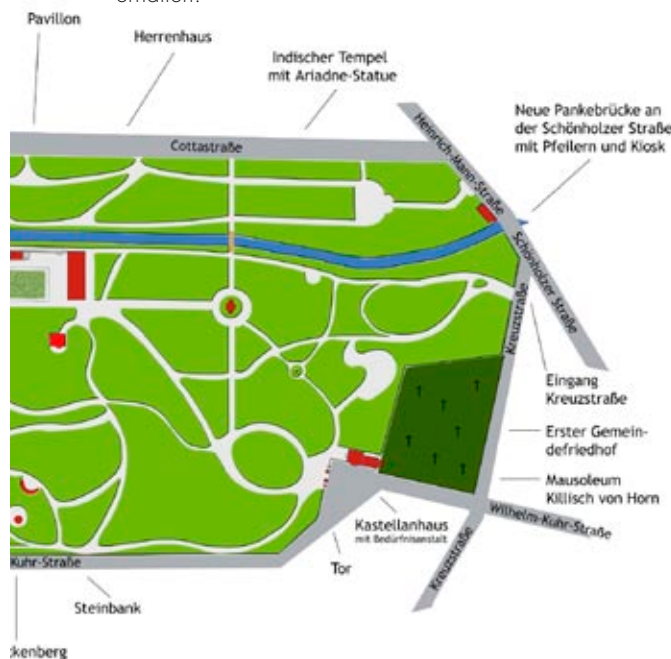 Pavillon
Herrenhaus
Indischer Tempel
mit Ariadne-Statue
Neue Pankebrücke an
der Schönholzer Straße
mit Pfeilern und Kiosk
Cottastraße
Heinrich-Mann-Straße
Schönholzer Straße
Kreuzstraße
Eingang
Kreuzstraße
Erster Gemein-
defriedhof
Mausoleum
Killisch von Horn
Wilhelm-Kuhr-Straße
Kastellanhaus
mit Bedürfnisanstalt
Kreuzstraße
Tor
Kuhr-Straße
Steinbank
ckenberg